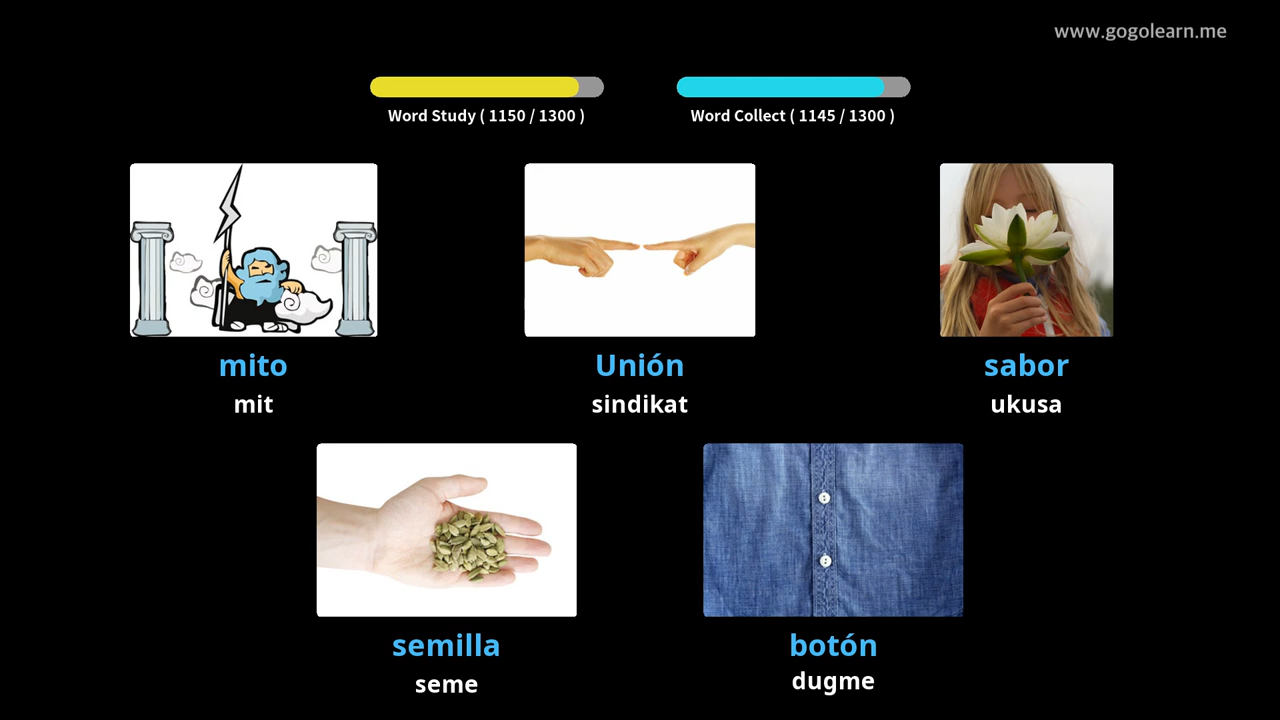 www.gogolearn.me
Word Study ( 1150 / 1300 )
Word Collect ( 1145 / 1300 )
mito
mit
Unión
sindikat
sabor
ukusa
semilla
seme
botón
dugme